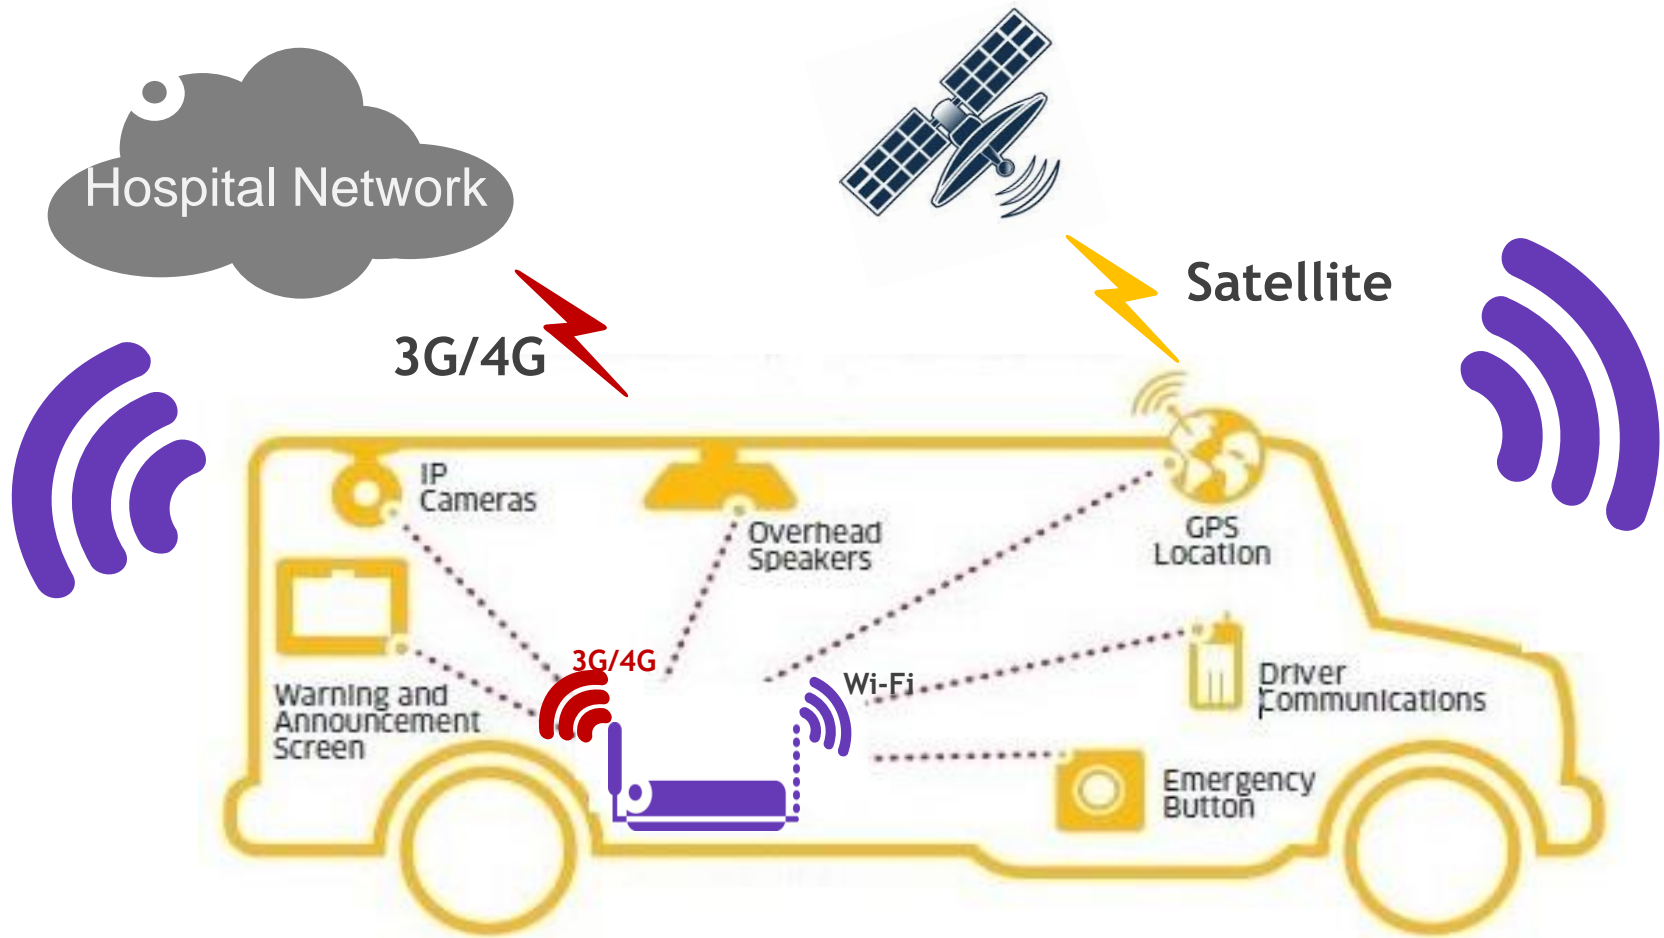 Hospital Network
Satellite
3G/4G
IP
Cameras
Overhead
Speakers
GPS
Location
3G/4G
Wi-Fi
Driver
Communications
Warning and
Announcement
Screen
Emergency
Button